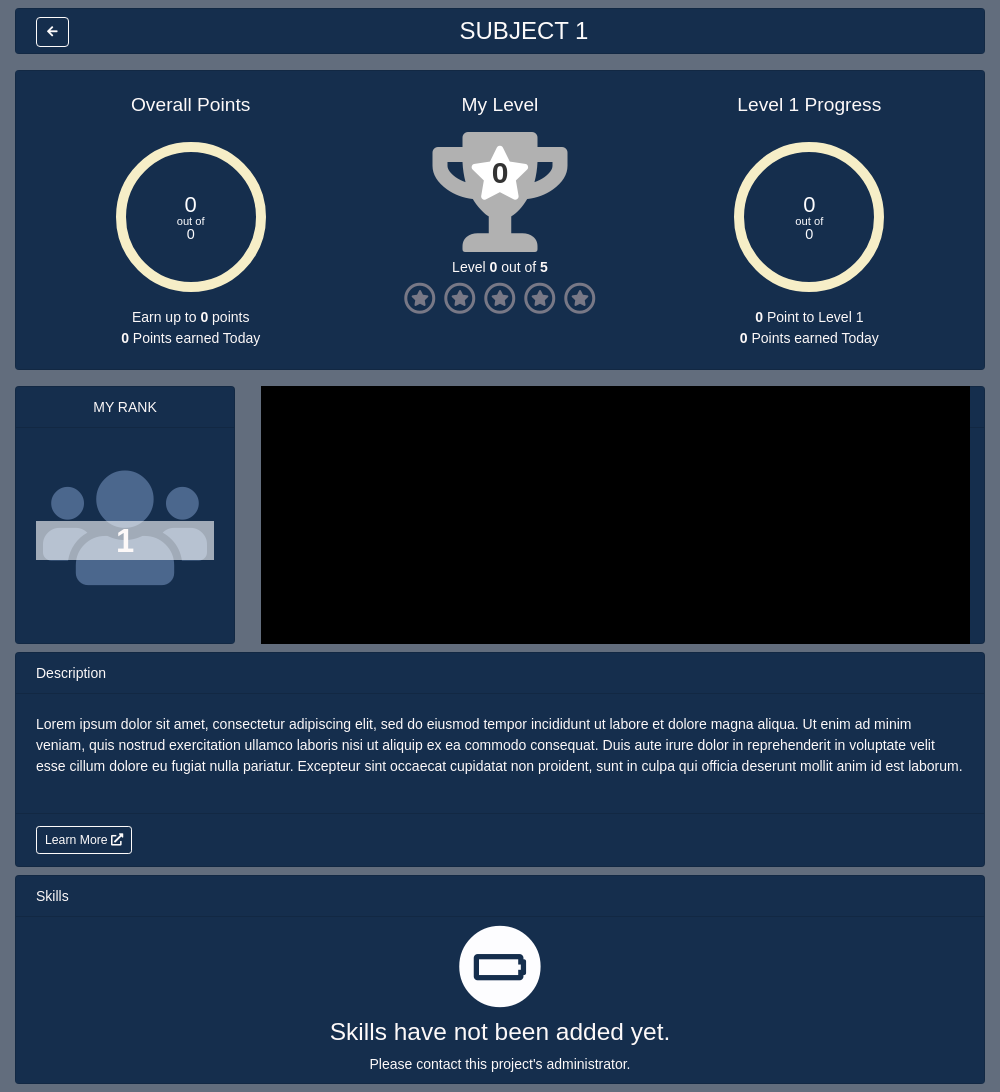 SUBJECT 1
Overall Points
0
out of
0
Earn up to 0 points
0 Points earned Today
My Level
0
Level 0 out of 5
Level 1 Progress
0
out of
0
0 Point to Level 1
0 Points earned Today
MY RANK
1
Description
Lorem ipsum dolor sit amet, consectetur adipiscing elit, sed do eiusmod tempor incididunt ut labore et dolore magna aliqua. Ut enim ad minim
veniam, quis nostrud exercitation ullamco laboris nisi ut aliquip ex ea commodo consequat. Duis aute irure dolor in reprehenderit in voluptate velit
esse cillum dolore eu fugiat nulla pariatur. Excepteur sint occaecat cupidatat non proident, sunt in culpa qui officia deserunt mollit anim id est laborum.
Learn More
Skills
Skills have not been added yet.
Please contact this project's administrator.